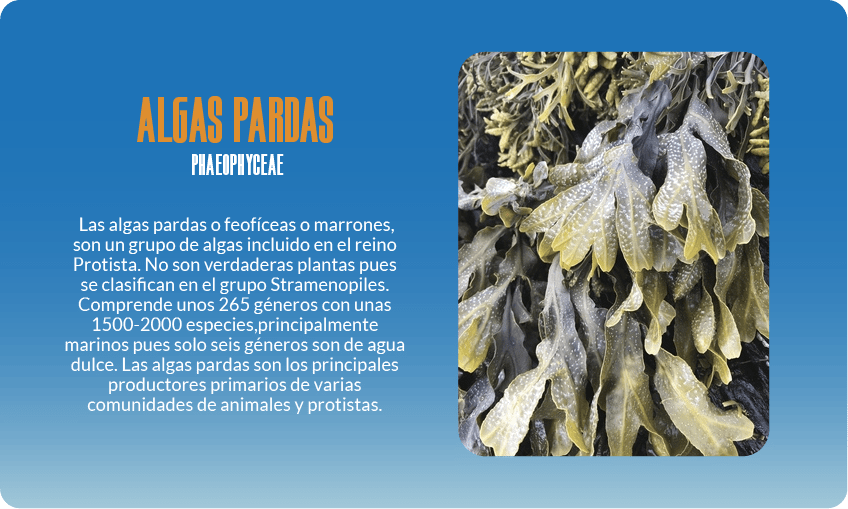 ALGAS PARDAS
PHAEOPHYCEAE
Las algas pardas o feofíceas o marrones,
son un grupo de algas incluido en el reino
Protista. No son verdaderas plantas pues
se clasifican en el grupo Stramenopiles.
Comprende unos 265 géneros con unas
1500-2000 especies,principalmente
marinos pues solo seis géneros son de agua
dulce. Las algas pardas son los principales
productores primarios de varias
comunidades de animales y protistas.